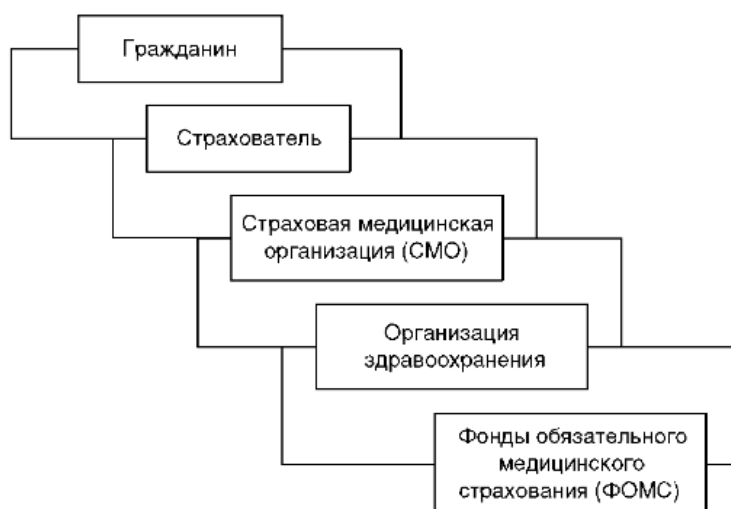 Гражданин
Страхователь
Страховая медицинская
организация (СМО)
Организация
здравоохранения
Фонды обязательного
медицинского
страхования (ФОМС)